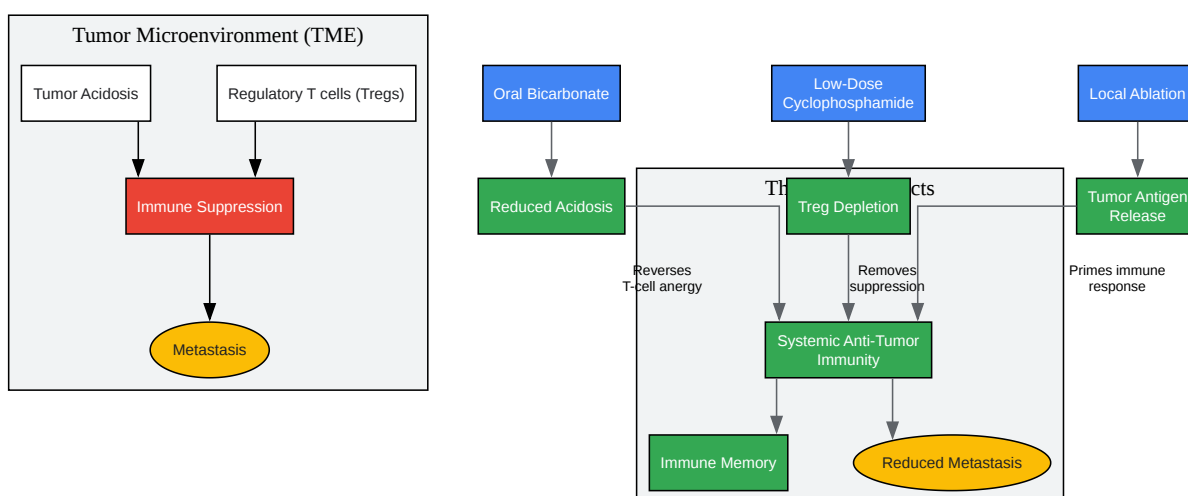 Tumor Microenvironment (TME)
Tumor Acidosis
Regulatory T cells (Tregs)
Immune Suppression
Metastasis
Oral Bicarbonate
Low-Dose
Cyclophosphamide
Local Ablation
Reduced Acidosis
Treg Depletion
Tumor Antigen
Release
Reverses
T-cell anergy
Removes
suppression
Primes immune
response
Systemic Anti-Tumor
Immunity
Immune Memory
Reduced Metastasis